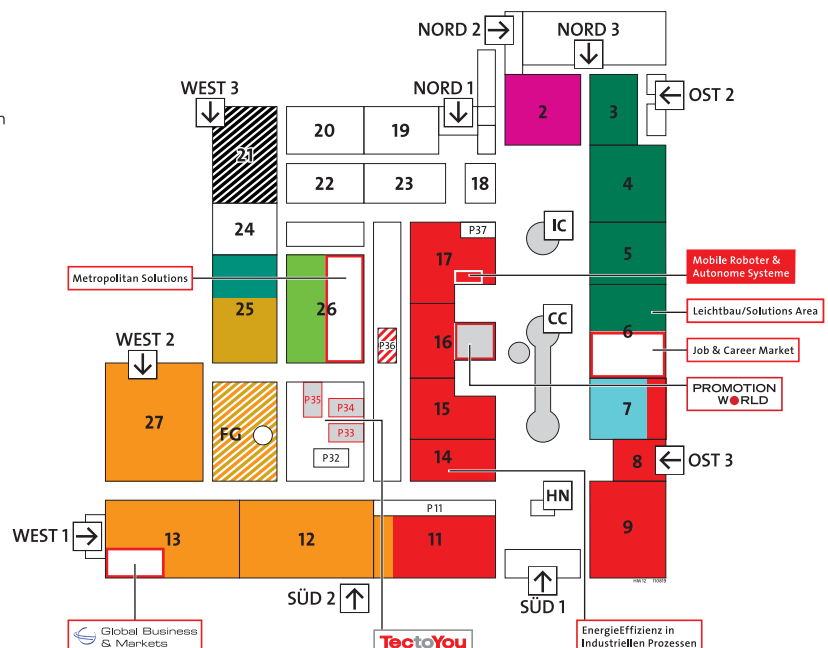 NORD 2
NORD 3
WEST 3
NORD 1
OST 2
n
20
19
2
3
21
22
23
18
4
24
IC
P37
17
5
Mobile Roboter &
Autonome Systeme
Metropolitan Solutions
25
26
6
Leichtbau/Solutions Area
CC
WEST 2
P36
16
Job & Career Market
PROMOTION
WORLD
27
FG
P35
P34
P33
P32
15
7
14
8
OST 3
HN
P11
WEST 1
13
12
11
9
HM12 110819
SÜD 2
SÜD 1
Global Business
& Markets
TectoYou
EnergieEffizienz in
Industriellen Prozessen